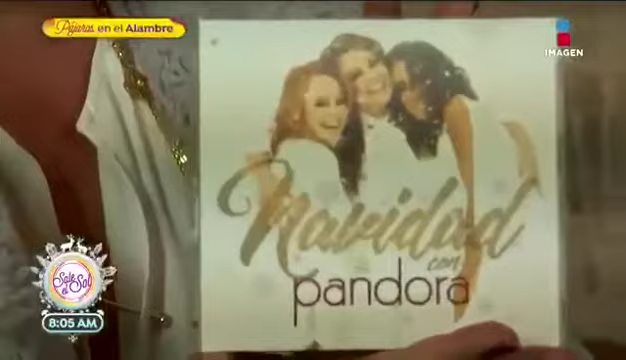 Pájaros en el Alambre
IMAGEN
Navidad
con
pandora
Sale
el Sol
8:05 AM